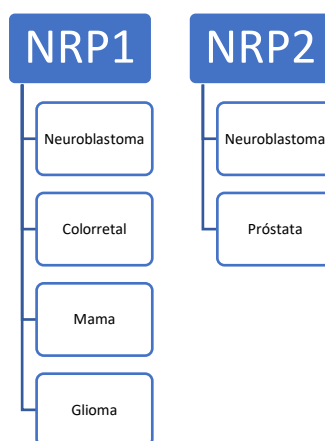 NRP1
Neuroblastoma
Colorretal
Mama
Glioma
NRP2
Neuroblastoma
Próstata